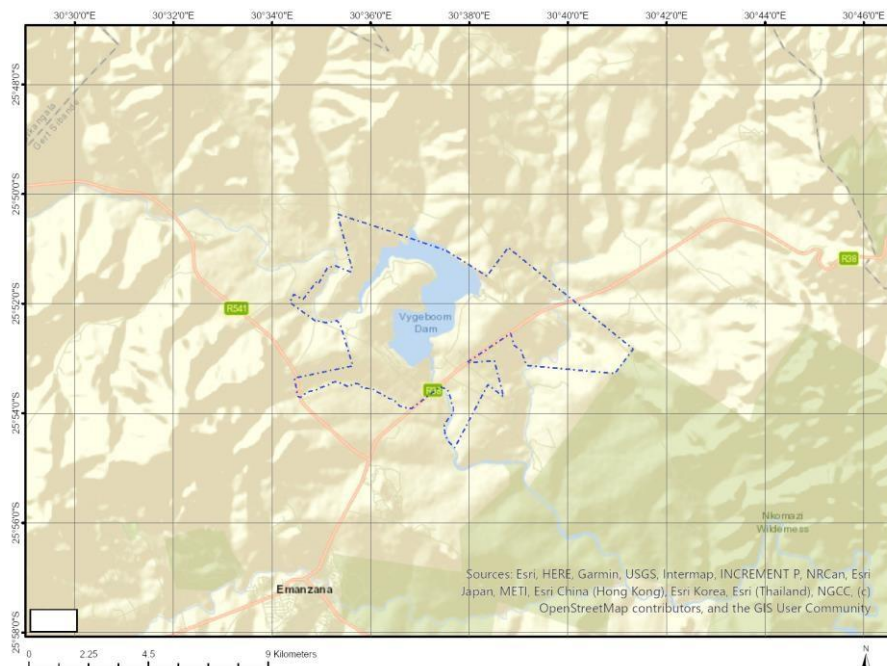 30°30'0"E 30°32'0"E 30°34'0"E 30°36'0"E 30°38'0"E 30°40'0"E 30°42'0"E 30°44'0"E 30°46'0"E
25°48'0"S
Gert Sibande
25°50'0"S
R38
25°52'0"S
R541
Vygeboom
Dam
25°54'0"S
25°56'0"S
Nkomazi
Wilderness
Emanzana
Sources: Esri, HERE, Garmin, USGS, Intermap, INCREMENT P, NRCan, Esri
Japan, METI, Esri China (Hong Kong), Esri Korea, Esri (Thailand), NGCC, (c)
OpenStreetMap contributors, and the GIS User Community
25°58'0"S
0 2.25 4.5 9 Kilometers
N